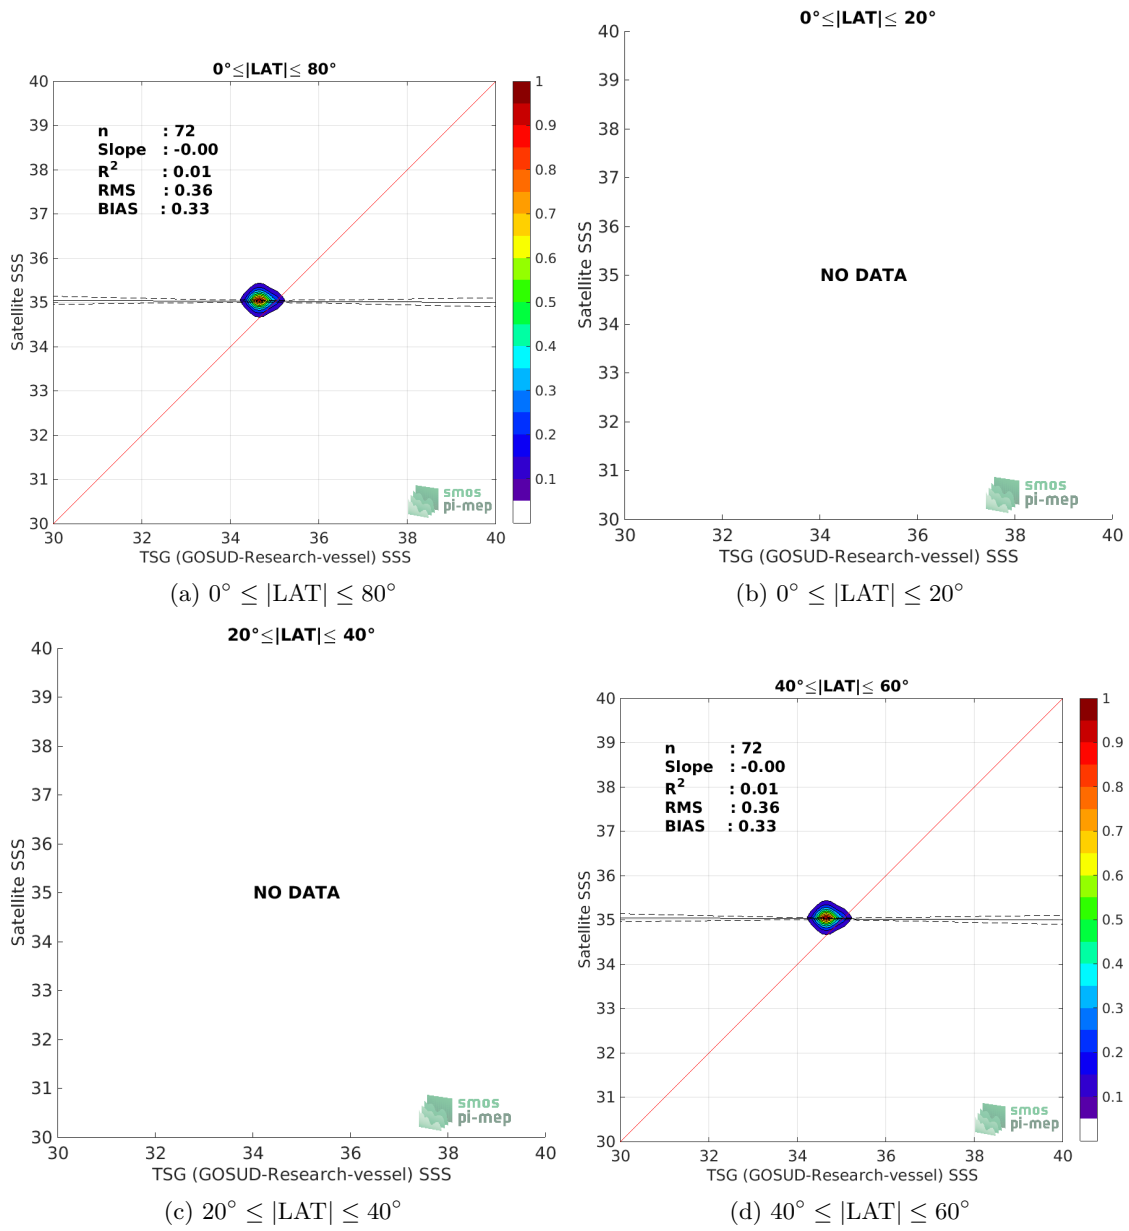 0°≤|LAT|≤ 80°
40
39
38
37
36
35
34
33
32
31
30
Satellite SSS
n : 72
Slope : -0.00
R² : 0.01
RMS : 0.36
BIAS : 0.33
smos
pi-mep
30 32 34 36 38 40
TSG (GOSUD-Research-vessel) SSS
1
0.9
0.8
0.7
0.6
0.5
0.4
0.3
0.2
0.1
(a) 0° ≤ |LAT| ≤ 80°
0°≤|LAT|≤ 20°
40
39
38
37
36
35
34
33
32
31
30
Satellite SSS
NO DATA
smos
pi-mep
30 32 34 36 38 40
TSG (GOSUD-Research-vessel) SSS
(b) 0° ≤ |LAT| ≤ 20°
20°≤|LAT|≤ 40°
40
39
38
37
36
35
34
33
32
31
30
Satellite SSS
NO DATA
smos
pi-mep
30 32 34 36 38 40
TSG (GOSUD-Research-vessel) SSS
(c) 20° ≤ |LAT| ≤ 40°
40°≤|LAT|≤ 60°
40
39
38
37
36
35
34
33
32
31
30
Satellite SSS
n : 72
Slope : -0.00
R² : 0.01
RMS : 0.36
BIAS : 0.33
smos
pi-mep
30 32 34 36 38 40
TSG (GOSUD-Research-vessel) SSS
1
0.9
0.8
0.7
0.6
0.5
0.4
0.3
0.2
0.1
(d) 40° ≤ |LAT| ≤ 60°